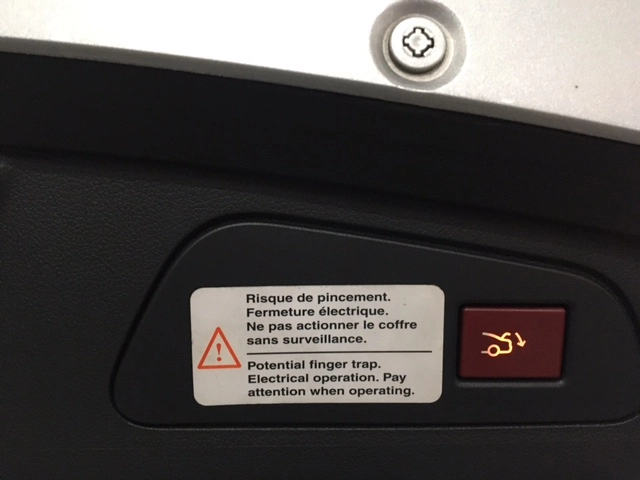 Risque de pincement.
Fermeture électrique.
Ne pas actionner le coffre
sans surveillance.
Potential finger trap.
Electrical operation. Pay
attention when operating.